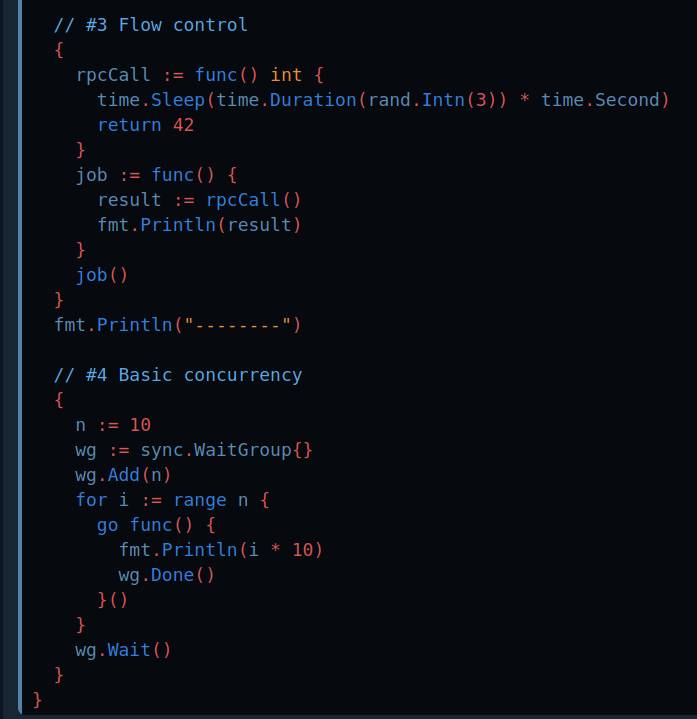 // #3 Flow control
{
rpcCall := func() int {
time.Sleep(time.Duration(rand.Intn(3)) * time.Second)
return 42
}
job := func() {
result := rpcCall()
fmt.Println(result)
}
job()
}
fmt.Println("--------")
// #4 Basic concurrency
{
n := 10
wg := sync.WaitGroup{}
wg.Add(n)
for i := range n {
go func() {
fmt.Println(i * 10)
wg.Done()
}()
}
wg.Wait()
}
}